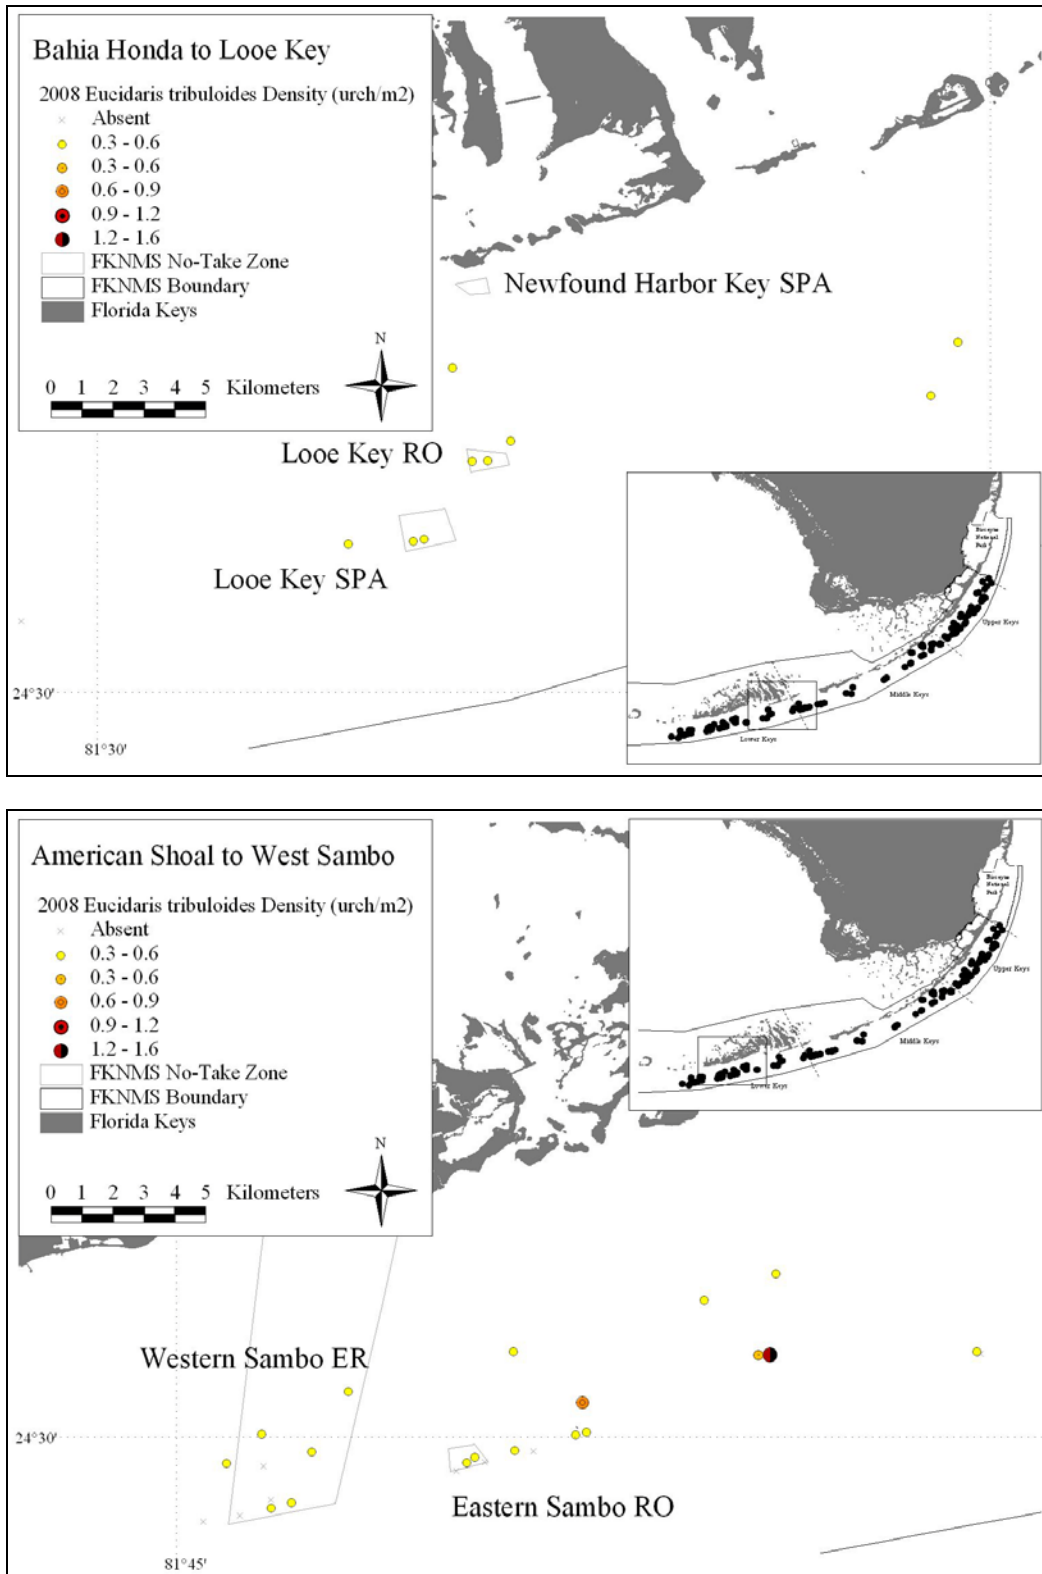 Bahia Honda to Looe Key
2008 Eucidaris tribuloides Density (urch/m2)
Absent
0.3 - 0.6
0.3 - 0.6
0.6 - 0.9
0.9 - 1.2
1.2 - 1.6
FKNMS No-Take Zone
FKNMS Boundary
Florida Keys
N
0 1 2 3 4 5 Kilometers
Newfound Harbor Key SPA
Looe Key RO
Looe Key SPA
24°30'
81°30'
Biscayne
National
Park
Upper Keys
Middle Keys
Lower Keys
American Shoal to West Sambo
2008 Eucidaris tribuloides Density (urch/m2)
Absent
0.3 - 0.6
0.3 - 0.6
0.6 - 0.9
0.9 - 1.2
1.2 - 1.6
FKNMS No-Take Zone
FKNMS Boundary
Florida Keys
N
0 1 2 3 4 5 Kilometers
Biscayne
National
Park
Upper Keys
Middle Keys
Lower Keys
Western Sambo ER
24°30'
Eastern Sambo RO
81°45'